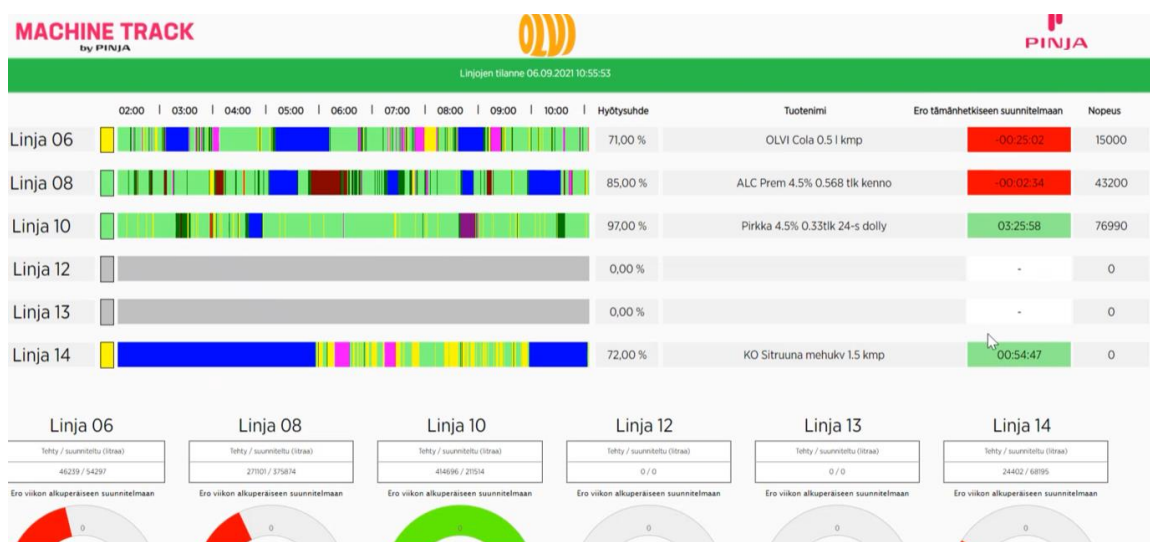 MACHINE TRACK
by PINJA
OLVI
PINJA
Linjojen tilanne 06.09.2021 10:55:53
02:00 | 03:00 | 04:00 | 05:00 | 06:00 | 07:00 | 08:00 | 09:00 | 10:00 | Hyötysuhde Tuotenimi Ero tämänhetkiseen suunnitelmaan Nopeus
Linja 06 71,00 % OLVI Cola 0.5 l kmp -00:25:02 15000
Linja 08 85,00 % ALC Prem 4.5% 0.568 tlk kenno -00:02:34 43200
Linja 10 97,00 % Pirkka 4.5% 0.33tlk 24-s dolly 03:25:58 76990
Linja 12 0,00 % - 0
Linja 13 0,00 % - 0
Linja 14 72,00 % KO Sitruuna mehukv 1.5 kmp 00:54:47 0
Linja 06 Linja 08 Linja 10 Linja 12 Linja 13 Linja 14
Tehty / suunniteltu (litraa) Tehty / suunniteltu (litraa) Tehty / suunniteltu (litraa) Tehty / suunniteltu (litraa) Tehty / suunniteltu (litraa) Tehty / suunniteltu (litraa)
46239 / 54297 271101 / 375874 414696 / 211514 0 / 0 0 / 0 24402 / 68195
Ero viikon alkuperäiseen suunnitelmaan Ero viikon alkuperäiseen suunnitelmaan Ero viikon alkuperäiseen suunnitelmaan Ero viikon alkuperäiseen suunnitelmaan Ero viikon alkuperäiseen suunnitelmaan Ero viikon alkuperäiseen suunnitelmaan
0 0 0 0 0 0